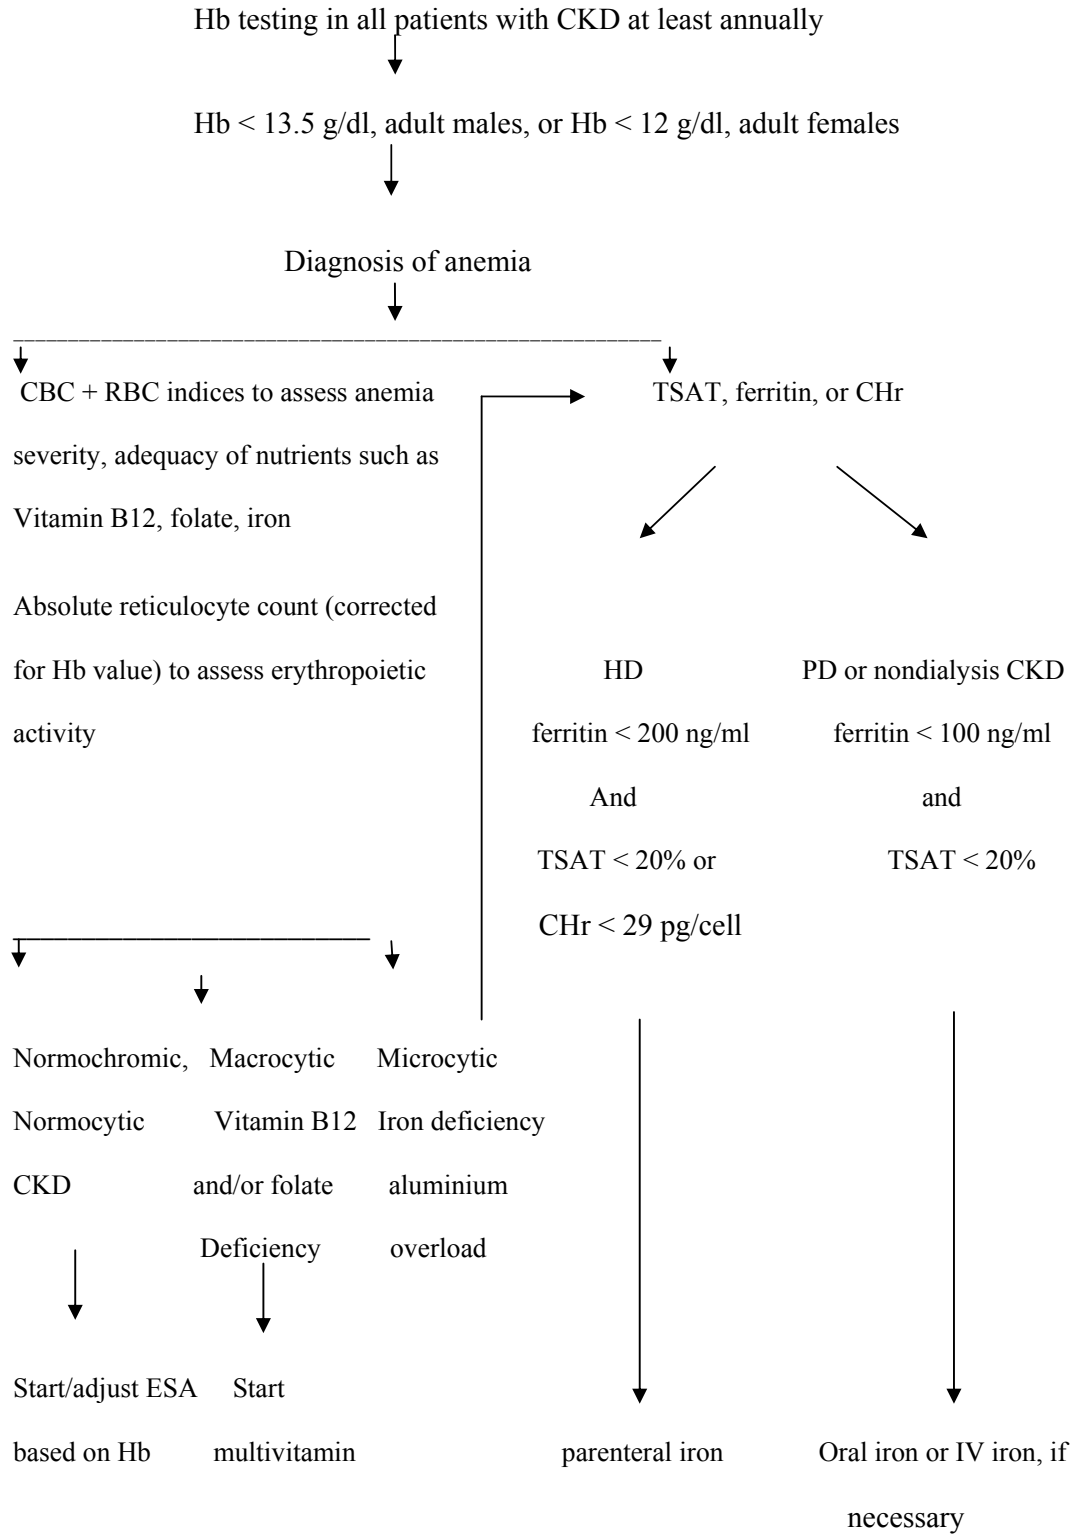 Hb testing in all patients with CKD at least annually
Hb < 13.5 g/dl, adult males, or Hb < 12 g/dl, adult females
Diagnosis of anemia
CBC + RBC indices to assess anemia
severity, adequacy of nutrients such as
Vitamin B12, folate, iron
Absolute reticulocyte count (corrected
for Hb value) to assess erythropoietic
activity
TSAT, ferritin, or CHr
HD
ferritin < 200 ng/ml
And
TSAT < 20% or
CHr < 29 pg/cell
PD or nondialysis CKD
ferritin < 100 ng/ml
and
TSAT < 20%
Normochromic,
Normocytic
CKD
Macrocytic
Vitamin B12
and/or folate
Deficiency
Microcytic
Iron deficiency
aluminium
overload
Start/adjust ESA
based on Hb
Start
multivitamin
parenteral iron
Oral iron or IV iron, if
necessary